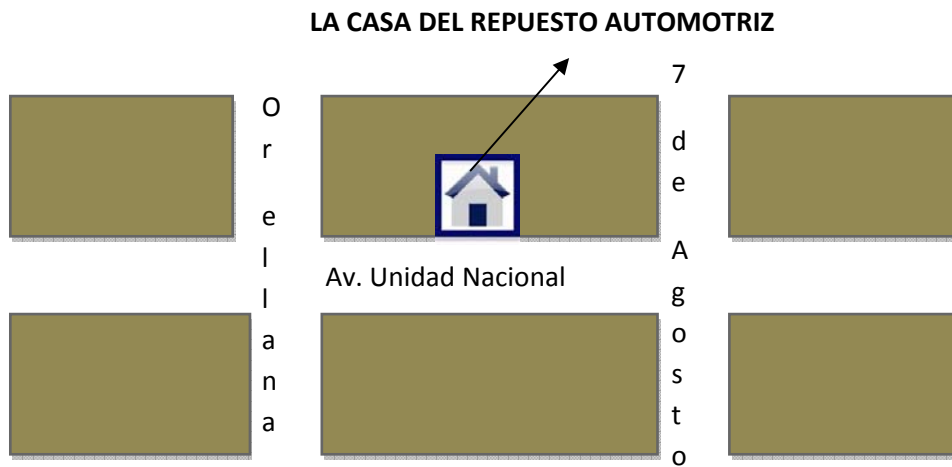 LA CASA DEL REPUESTO AUTOMOTRIZ
Orellana
7 de Agosto
Av. Unidad Nacional